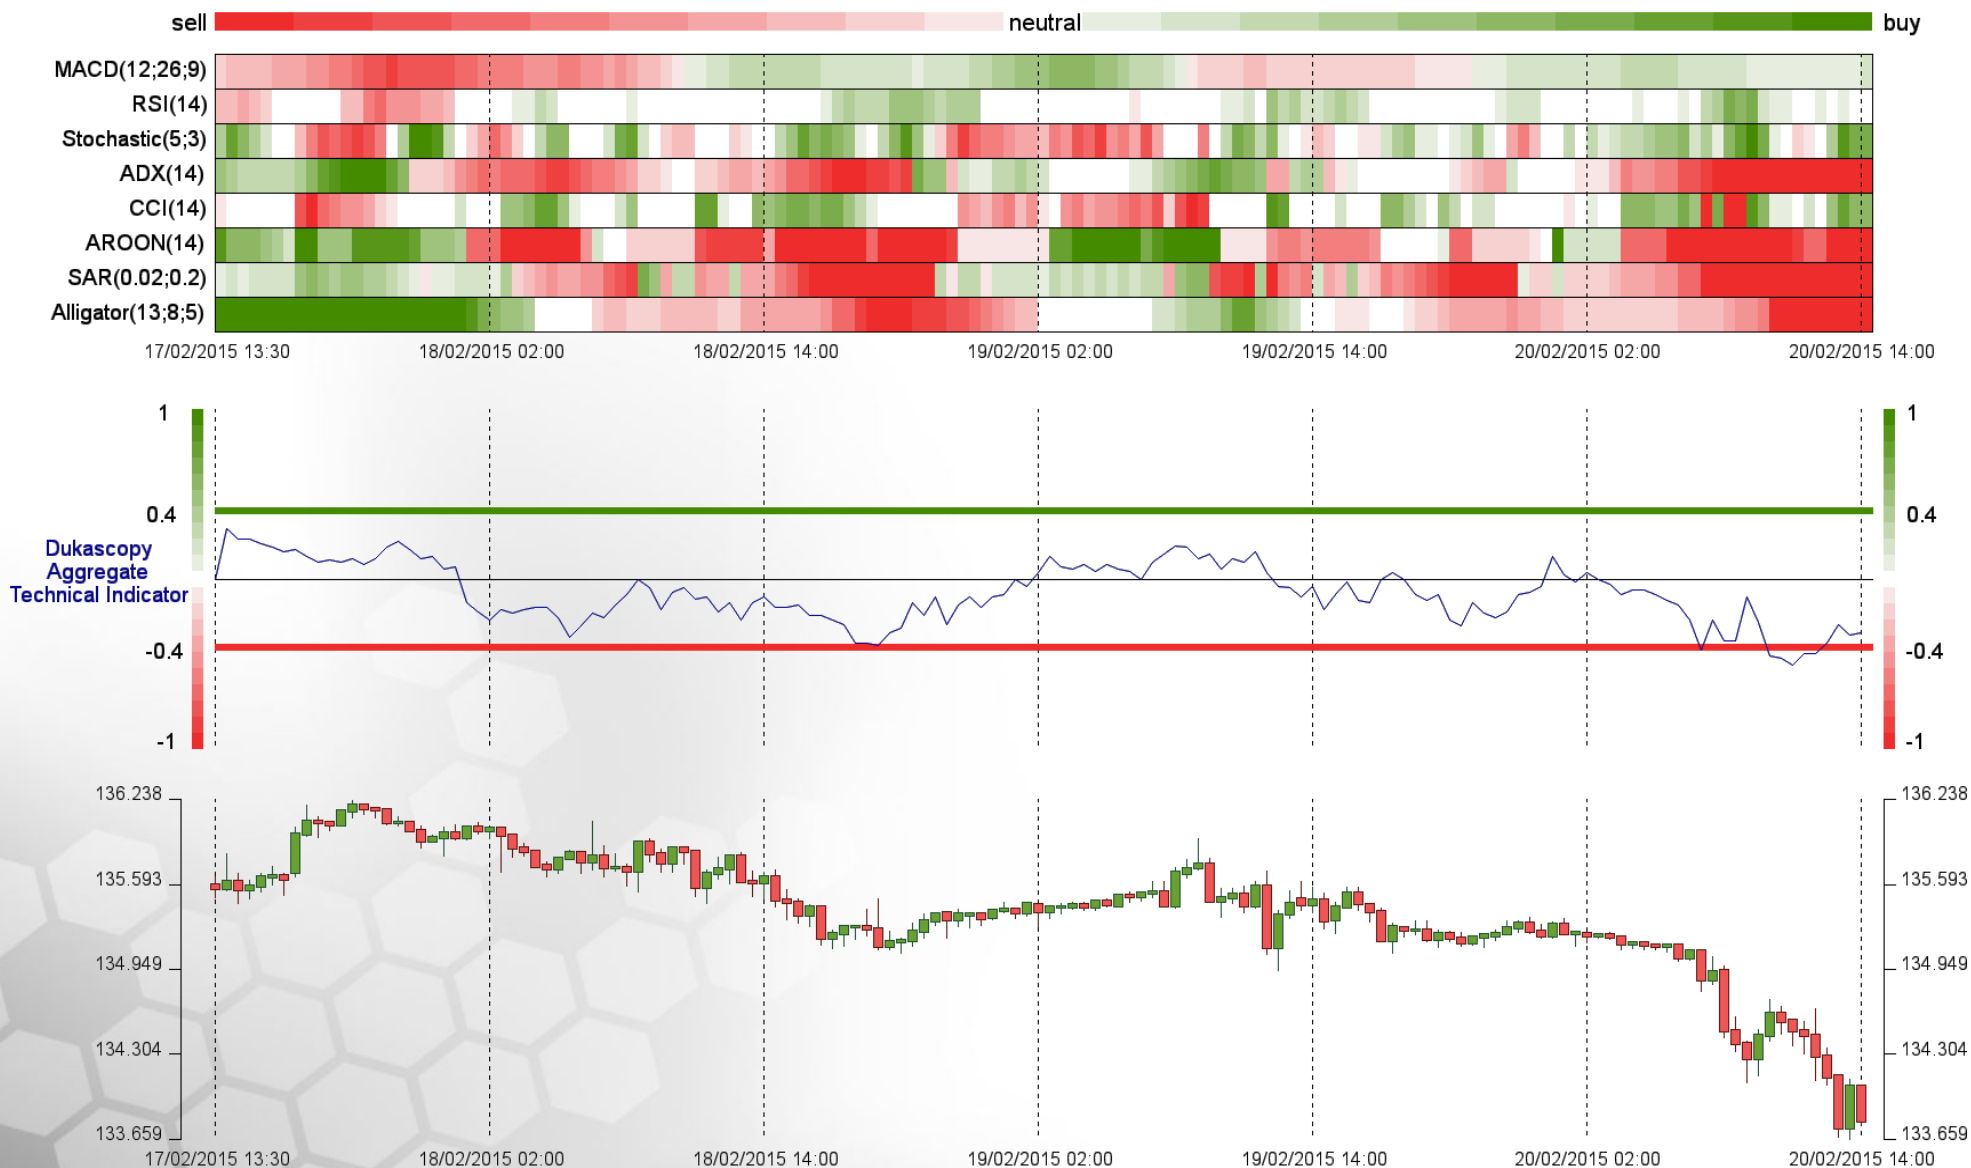 sell neutral buy
MACD(12;26;9)
RSI(14)
Stochastic(5;3)
ADX(14)
CCI(14)
AROON(14)
SAR(0.02;0.2)
Alligator(13;8;5)
17/02/2015 13:30 18/02/2015 02:00 18/02/2015 14:00 19/02/2015 02:00 19/02/2015 14:00 20/02/2015 02:00 20/02/2015 14:00
1 1
0.4 0.4
Dukascopy
Aggregate
Technical Indicator
-0.4 -0.4
-1 -1
136.238 136.238
135.593 135.593
134.949 134.949
134.304 134.304
133.659 133.659
17/02/2015 13:30 18/02/2015 02:00 18/02/2015 14:00 19/02/2015 02:00 19/02/2015 14:00 20/02/2015 02:00 20/02/2015 14:00